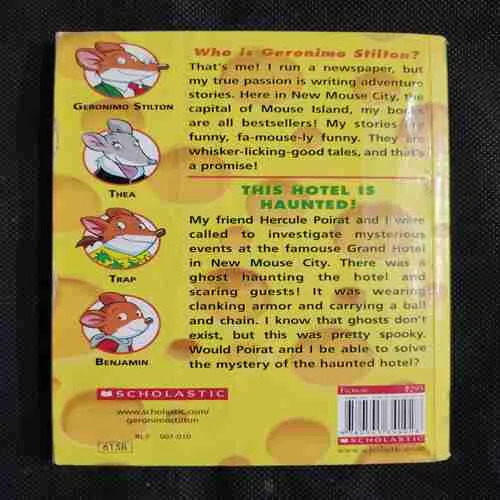 GERONIMO STILTON
THEA
TRAP
BENJAMIN
Who is Geronimo Stilton?
That's me! I run a newspaper, but
my true passion is writing adventure
stories. Here in New Mouse City, the
capital of Mouse Island, my books
are all bestsellers! My stories are
funny, fa-mouse-ly funny. They are
whisker-licking-good tales, and that's
a promise!
THIS HOTEL IS
HAUNTED!
My friend Hercule Poirat and I were
called to investigate mysterious
events at the famouse Grand Hotel
in New Mouse City. There was a
ghost haunting the hotel and
scaring guests! It was wearing
clanking armor and carrying a ball
and chain. I know that ghosts don't
exist, but this was pretty spooky.
Would Poirat and I be able to solve
the mystery of the haunted hotel?
SCHOLASTIC
www.scholastic.com/
geronimostilton
6158
RL7 007-010
Fiction
₹295
SCHOLASTIC